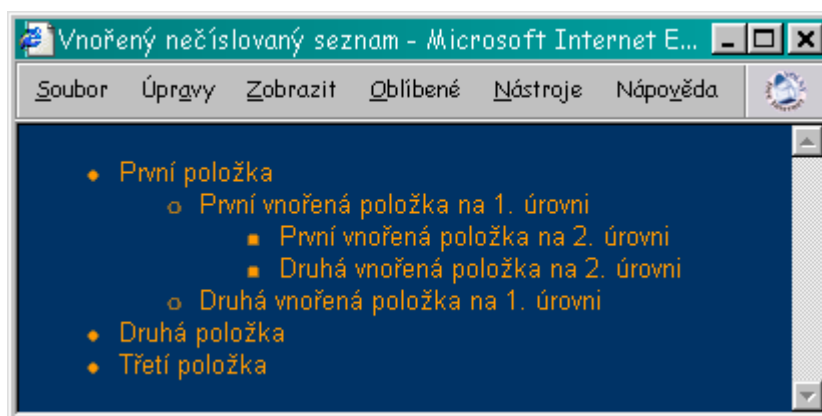 Vnořený nečíslovaný seznam - Microsoft Internet E...
Soubor Úpravy Zobrazit Oblíbené Nástroje Nápověda
První položka
První vnořená položka na 1. úrovni
První vnořená položka na 2. úrovni
Druhá vnořená položka na 2. úrovni
Druhá vnořená položka na 1. úrovni
Druhá položka
Třetí položka